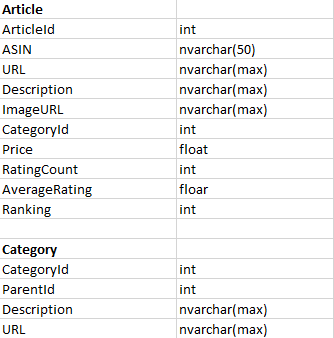 Article
ArticleId int
ASIN nvarchar(50)
URL nvarchar(max)
Description nvarchar(max)
ImageURL nvarchar(max)
CategoryId int
Price float
RatingCount int
AverageRating floar
Ranking int
Category
CategoryId int
ParentId int
Description nvarchar(max)
URL nvarchar(max)